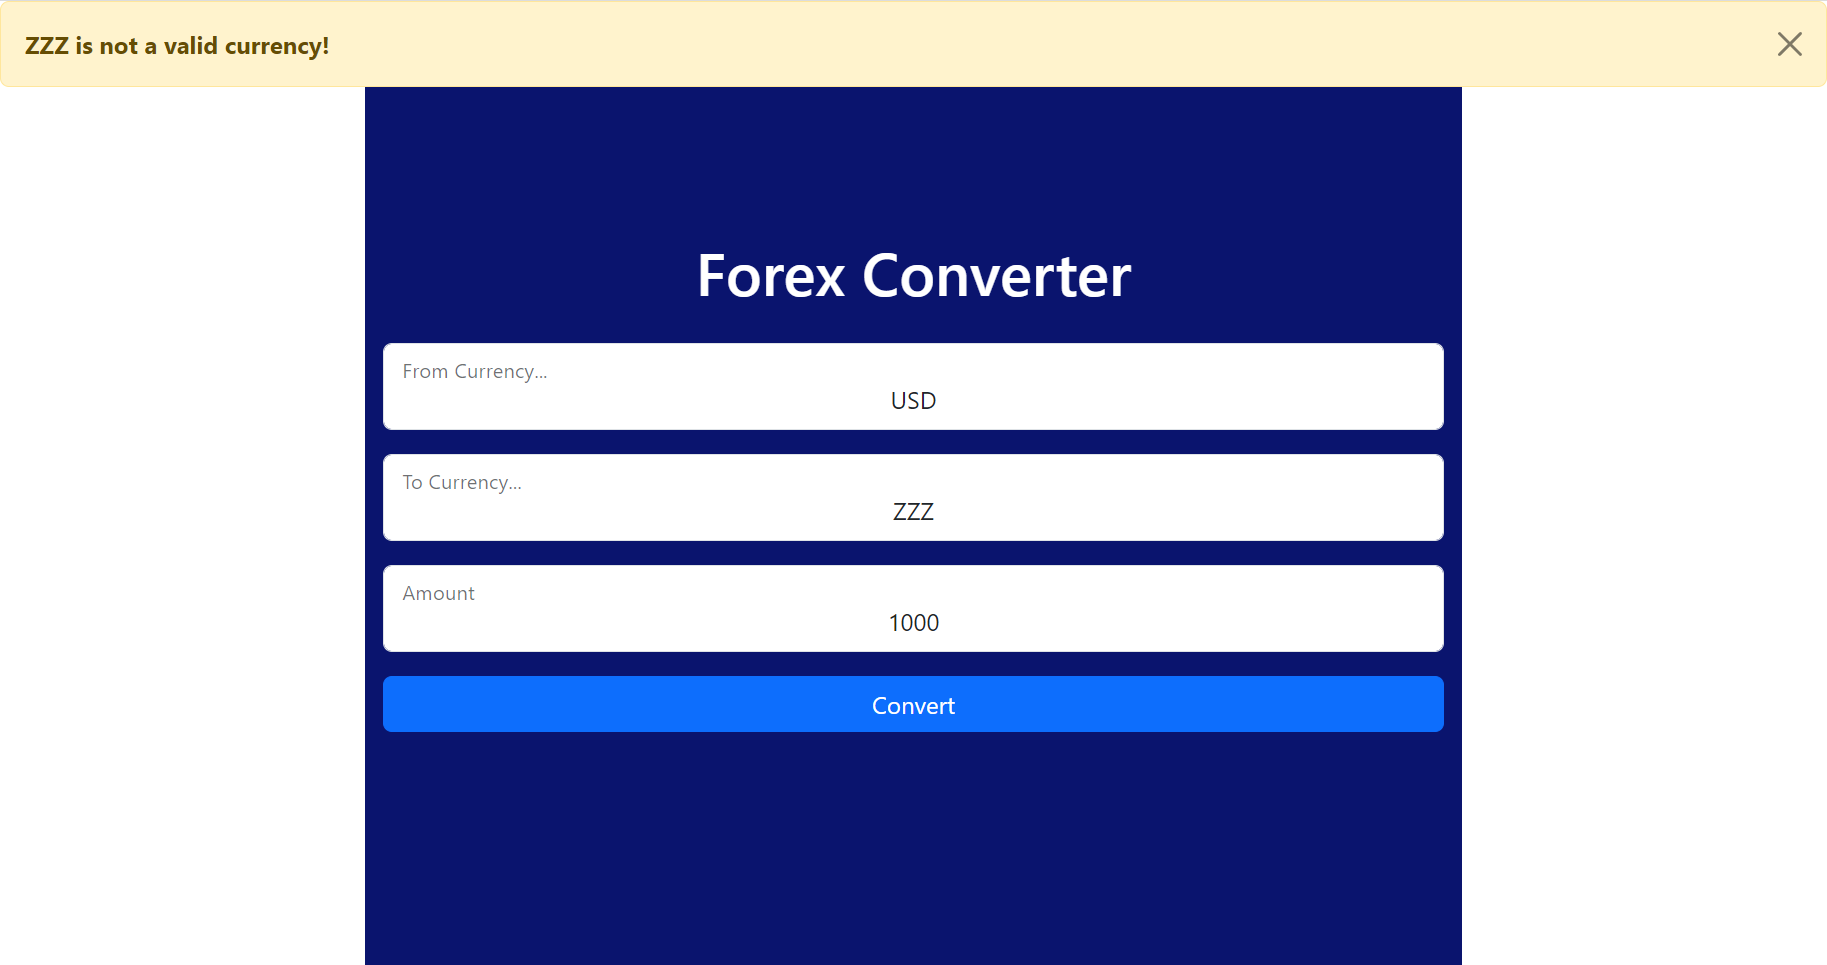 ZZZ is not a valid currency!
Forex Converter
From Currency...
USD
To Currency...
ZZZ
Amount
1000
Convert